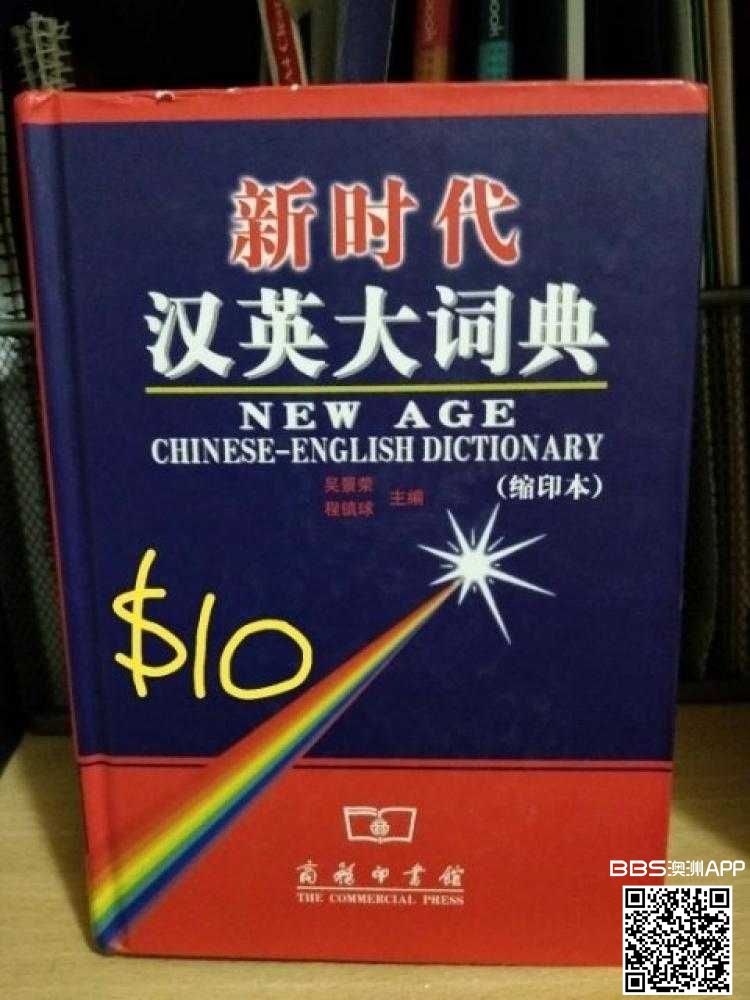 新时代
汉英大词典
NEW AGE
CHINESE-ENGLISH DICTIONARY
(缩印本)
吴景荣
程镇球 主编
$10
商务印书馆
THE COMMERCIAL PRESS
BBS澳洲APP